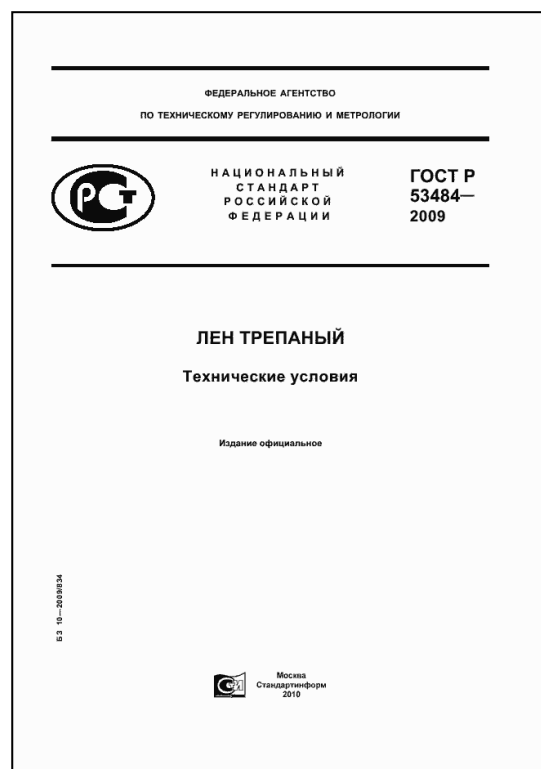 ФЕДЕРАЛЬНОЕ АГЕНТСТВО
ПО ТЕХНИЧЕСКОМУ РЕГУЛИРОВАНИЮ И МЕТРОЛОГИИ
РСТ
НАЦИОНАЛЬНЫЙ
СТАНДАРТ
РОССИЙСКОЙ
ФЕДЕРАЦИИ
ГОСТ Р
53484—
2009
ЛЕН ТРЕПАНЫЙ
Технические условия
Издание официальное
БЗ 10—2009/834
Москва
Стандартинформ
2010